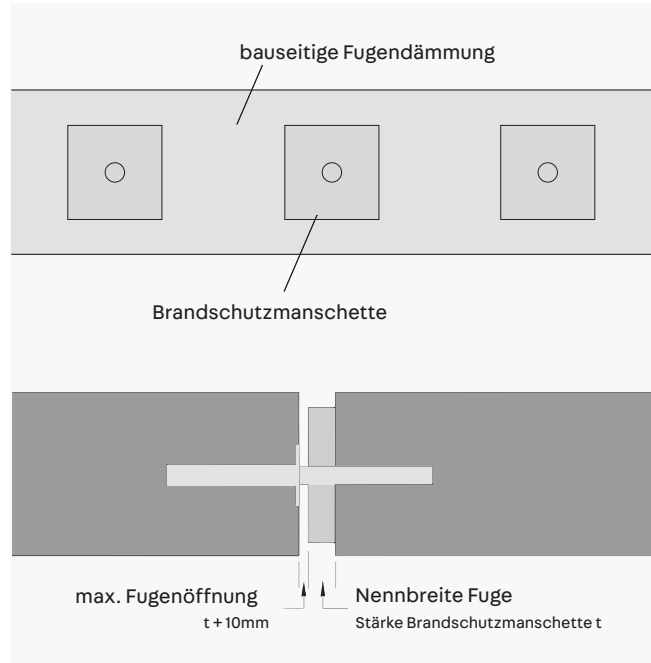 bauseitige Fugendämmung
Brandschutzmanschette
max. Fugenöffnung
t + 10mm
Nennbreite Fuge
Stärke Brandschutzmanschette t